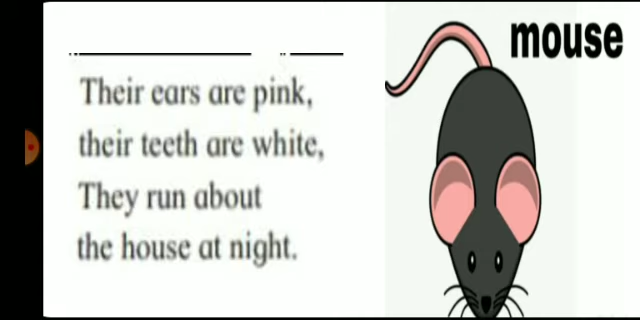 mouse
Their ears are pink,
their teeth are white,
They run about
the house at night.